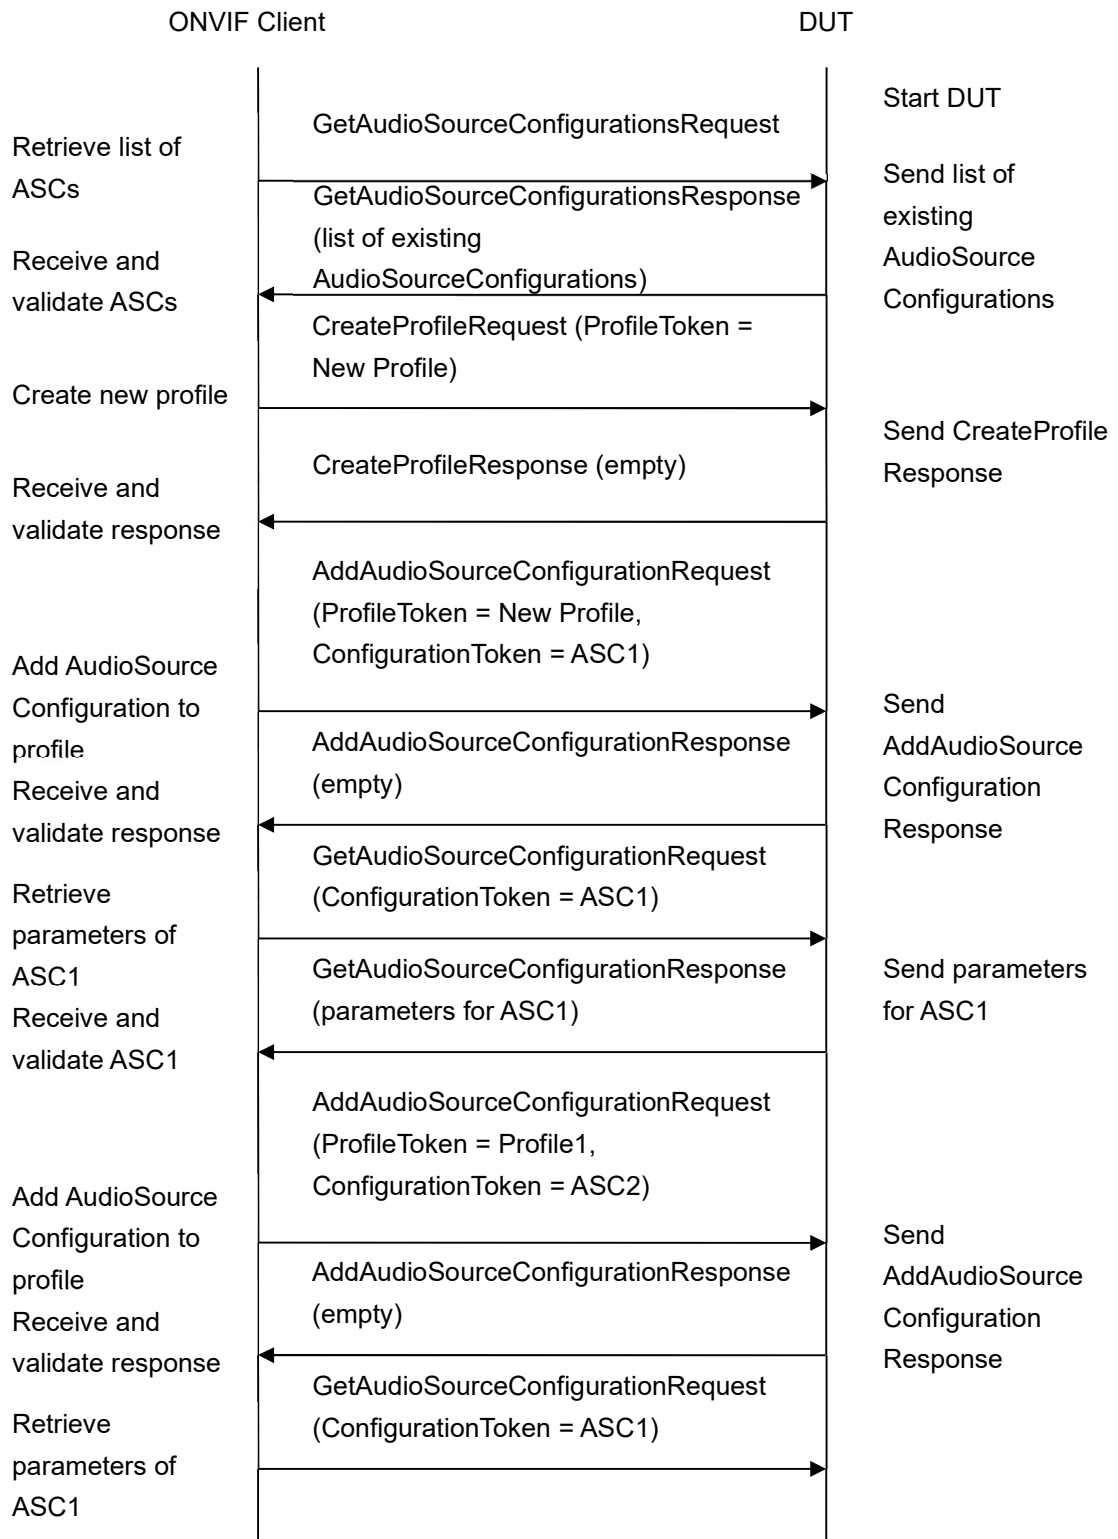 ONVIF Client
DUT
Start DUT
GetAudioSourceConfigurationsRequest
Retrieve list of
ASCs
Send list of
existing
AudioSource
Configurations
GetAudioSourceConfigurationsResponse
(list of existing
AudioSourceConfigurations)
Receive and
validate ASCs
CreateProfileRequest (ProfileToken =
New Profile)
Create new profile
Send CreateProfile
Response
CreateProfileResponse (empty)
Receive and
validate response
AddAudioSourceConfigurationRequest
(ProfileToken = New Profile,
ConfigurationToken = ASC1)
Add AudioSource
Configuration to
profile
Send
AddAudioSource
Configuration
Response
AddAudioSourceConfigurationResponse
(empty)
Receive and
validate response
GetAudioSourceConfigurationRequest
(ConfigurationToken = ASC1)
Retrieve
parameters of
ASC1
Send parameters
for ASC1
GetAudioSourceConfigurationResponse
(parameters for ASC1)
Receive and
validate ASC1
AddAudioSourceConfigurationRequest
(ProfileToken = Profile1,
ConfigurationToken = ASC2)
Add AudioSource
Configuration to
profile
Send
AddAudioSource
Configuration
Response
AddAudioSourceConfigurationResponse
(empty)
Receive and
validate response
GetAudioSourceConfigurationRequest
(ConfigurationToken = ASC1)
Retrieve
parameters of
ASC1